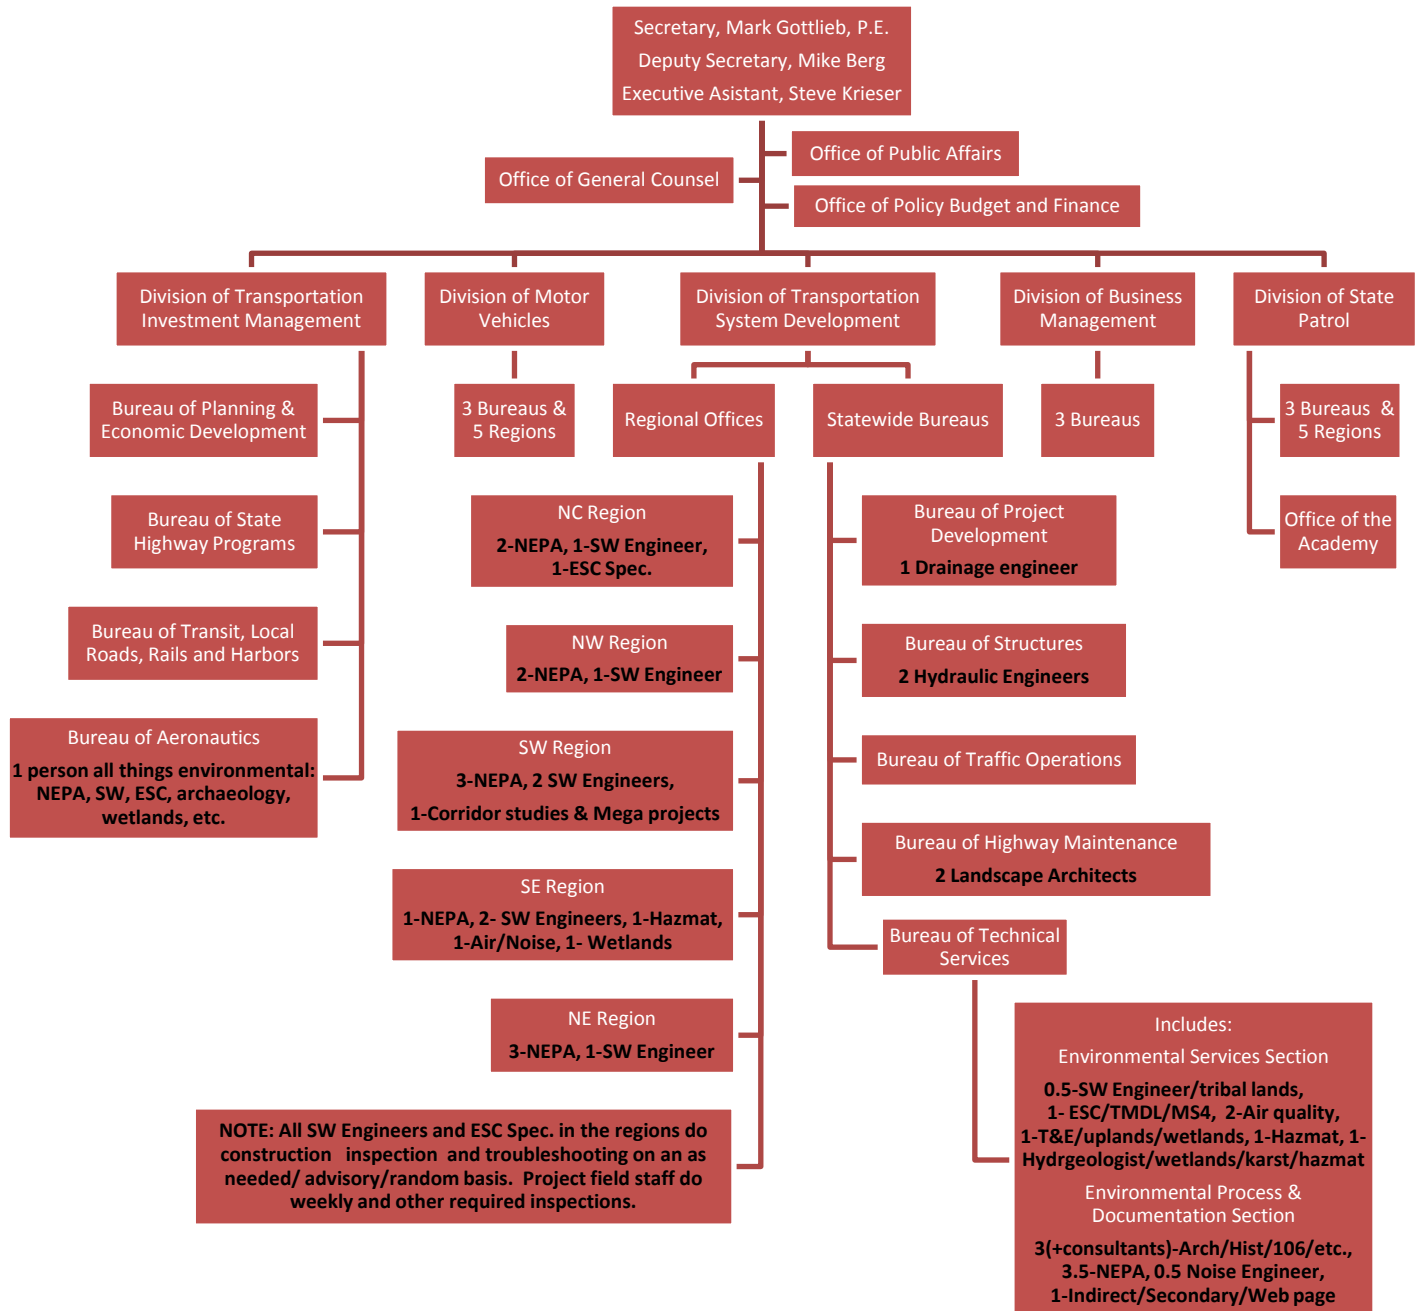 Secretary, Mark Gottlieb, P.E.
Deputy Secretary, Mike Berg
Executive Asistant, Steve Krieser
Office of Public Affairs
Office of General Counsel
Office of Policy Budget and Finance
Division of Transportation
Investment Management
Division of Motor
Vehicles
Division of Transportation
System Development
Division of Business
Management
Division of State
Patrol
Bureau of Planning &
Economic Development
Bureau of State
Highway Programs
Bureau of Transit, Local
Roads, Rails and Harbors
Bureau of Aeronautics
1 person all things environmental:
NEPA, SW, ESC, archaeology,
wetlands, etc.
3 Bureaus &
5 Regions
Regional Offices
NC Region
2-NEPA, 1-SW Engineer,
1-ESC Spec.
NW Region
2-NEPA, 1-SW Engineer
SW Region
3-NEPA, 2 SW Engineers,
1-Corridor studies & Mega projects
SE Region
1-NEPA, 2- SW Engineers, 1-Hazmat,
1-Air/Noise, 1- Wetlands
NE Region
3-NEPA, 1-SW Engineer
NOTE: All SW Engineers and ESC Spec. in the regions do
construction inspection and troubleshooting on an as
needed/ advisory/random basis. Project field staff do
weekly and other required inspections.
Statewide Bureaus
Bureau of Project
Development
1 Drainage engineer
Bureau of Structures
2 Hydraulic Engineers
Bureau of Traffic Operations
Bureau of Highway Maintenance
2 Landscape Architects
Bureau of Technical
Services
Includes:
Environmental Services Section
0.5-SW Engineer/tribal lands,
1- ESC/TMDL/MS4, 2-Air quality,
1-T&E/uplands/wetlands, 1-Hazmat, 1-
Hydrgeologist/wetlands/karst/hazmat
Environmental Process &
Documentation Section
3(+consultants)-Arch/Hist/106/etc.,
3.5-NEPA, 0.5 Noise Engineer,
1-Indirect/Secondary/Web page
3 Bureaus
3 Bureaus &
5 Regions
Office of the
Academy